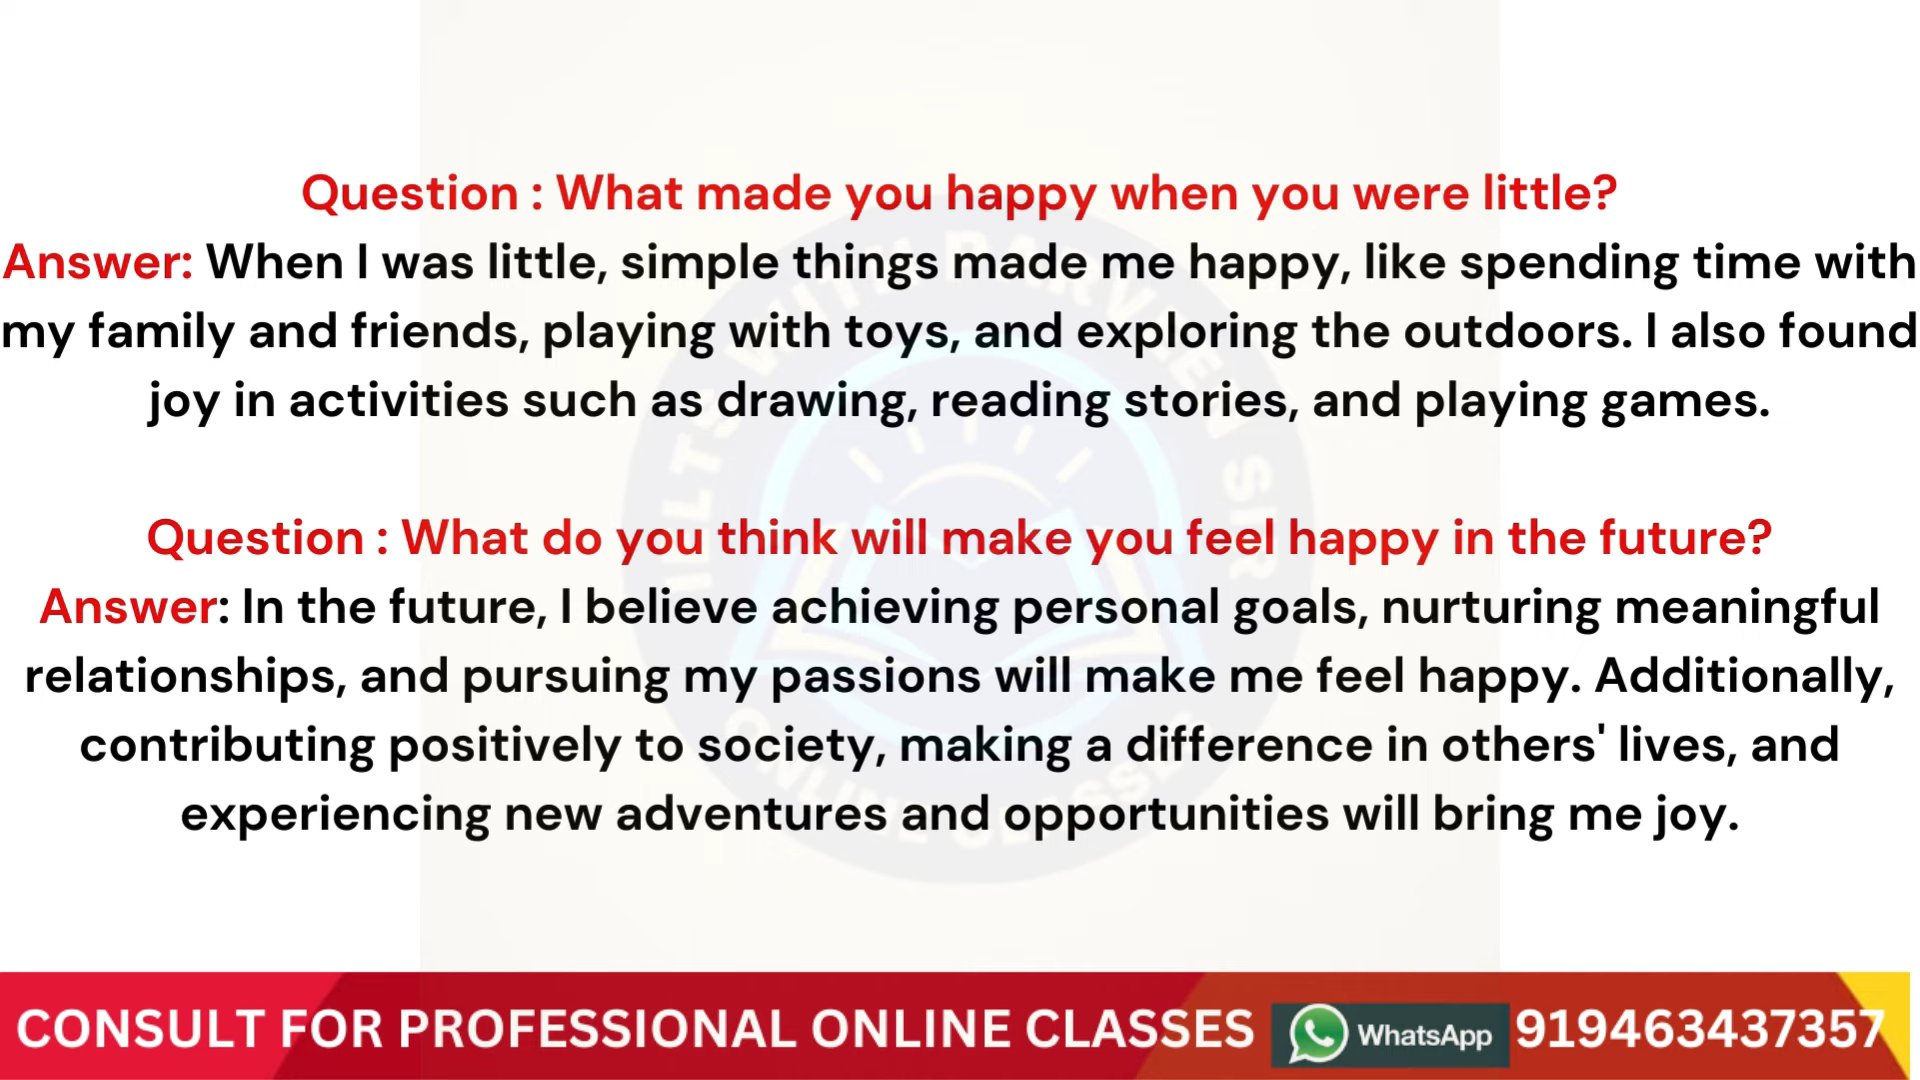 Question : What made you happy when you were little?
Answer: When I was little, simple things made me happy, like spending time with
my family and friends, playing with toys, and exploring the outdoors. I also found
joy in activities such as drawing, reading stories, and playing games.
Question : What do you think will make you feel happy in the future?
Answer: In the future, I believe achieving personal goals, nurturing meaningful
relationships, and pursuing my passions will make me feel happy. Additionally,
contributing positively to society, making a difference in others' lives, and
experiencing new adventures and opportunities will bring me joy.
CONSULT FOR PROFESSIONAL ONLINE CLASSES WhatsApp 919463437357